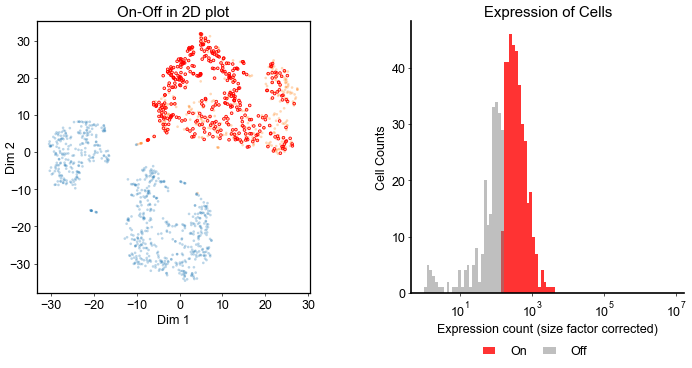 On-Off in 2D plot
30
20
10
0
−10
−20
−30
Dim 2
−30
−20
−10
0
10
20
30
Dim 1
Expression of Cells
40
30
20
10
0
Cell Counts
10^1
10^3
10^5
10^7
Expression count (size factor corrected)
On
Off